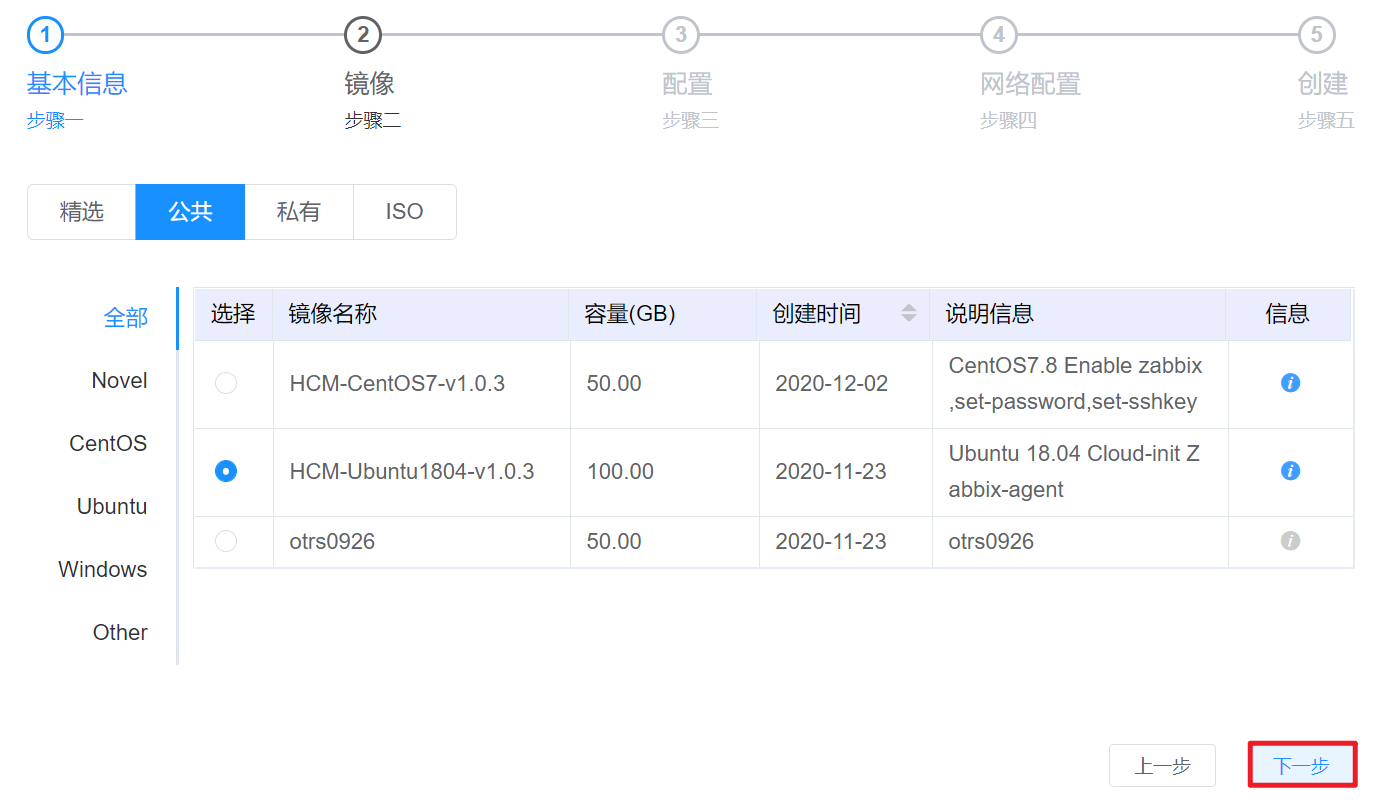 1
2
3
4
5
基本信息
镜像
配置
网络配置
创建
步骤一
步骤二
步骤三
步骤四
步骤五
精选 公共 私有 ISO
全部
Novel
CentOS
Ubuntu
Windows
Other
选择 镜像名称 容量(GB) 创建时间 说明信息 信息
HCM-CentOS7-v1.0.3 50.00 2020-12-02 CentOS7.8 Enable zabbix
,set-password,set-sshkey
i
HCM-Ubuntu1804-v1.0.3 100.00 2020-11-23 Ubuntu 18.04 Cloud-init Z
abbix-agent
i
otrs0926 50.00 2020-11-23 otrs0926
i
上一步 下一步